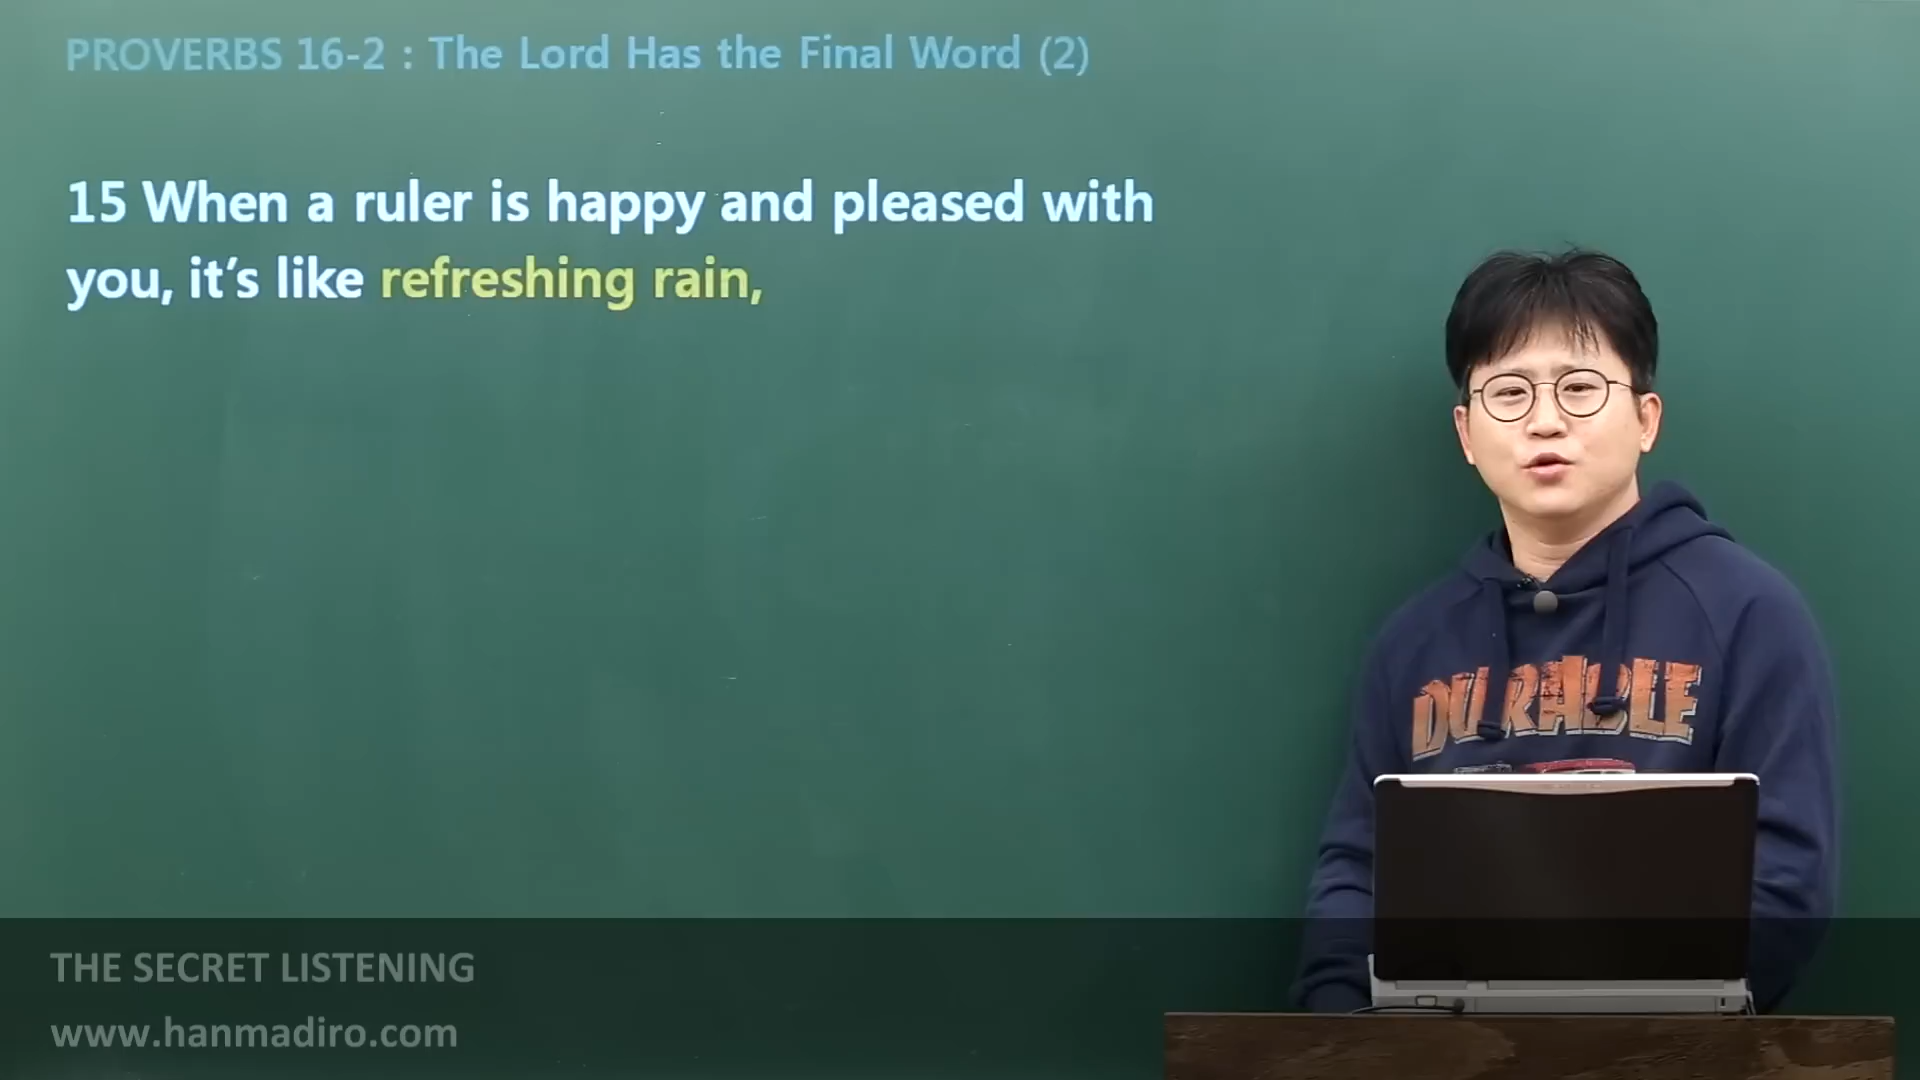 PROVERBS 16-2 : The Lord Has the Final Word (2)
15 When a ruler is happy and pleased with
you, it’s like refreshing rain,
DURABLE
THE SECRET LISTENING
www.hanmadiro.com